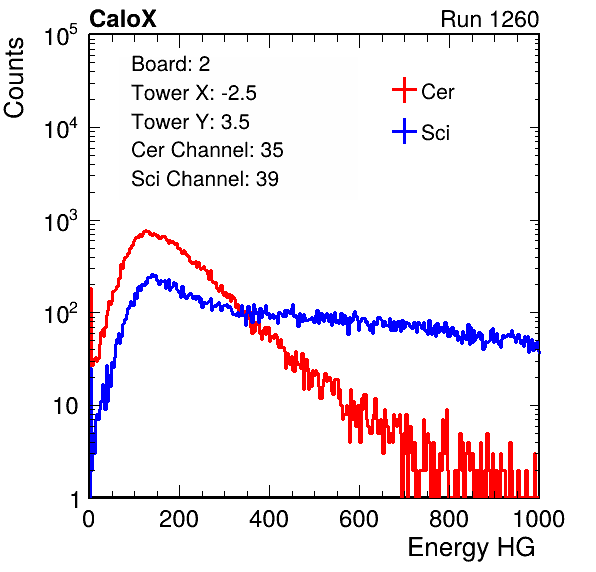 CaloX Run 1260
Counts
Board: 2
Tower X: -2.5
Tower Y: 3.5
Cer Channel: 35
Sci Channel: 39
Cer
Sci
10^5
10^4
10^3
10^2
10
1
0 200 400 600 800 1000
Energy HG